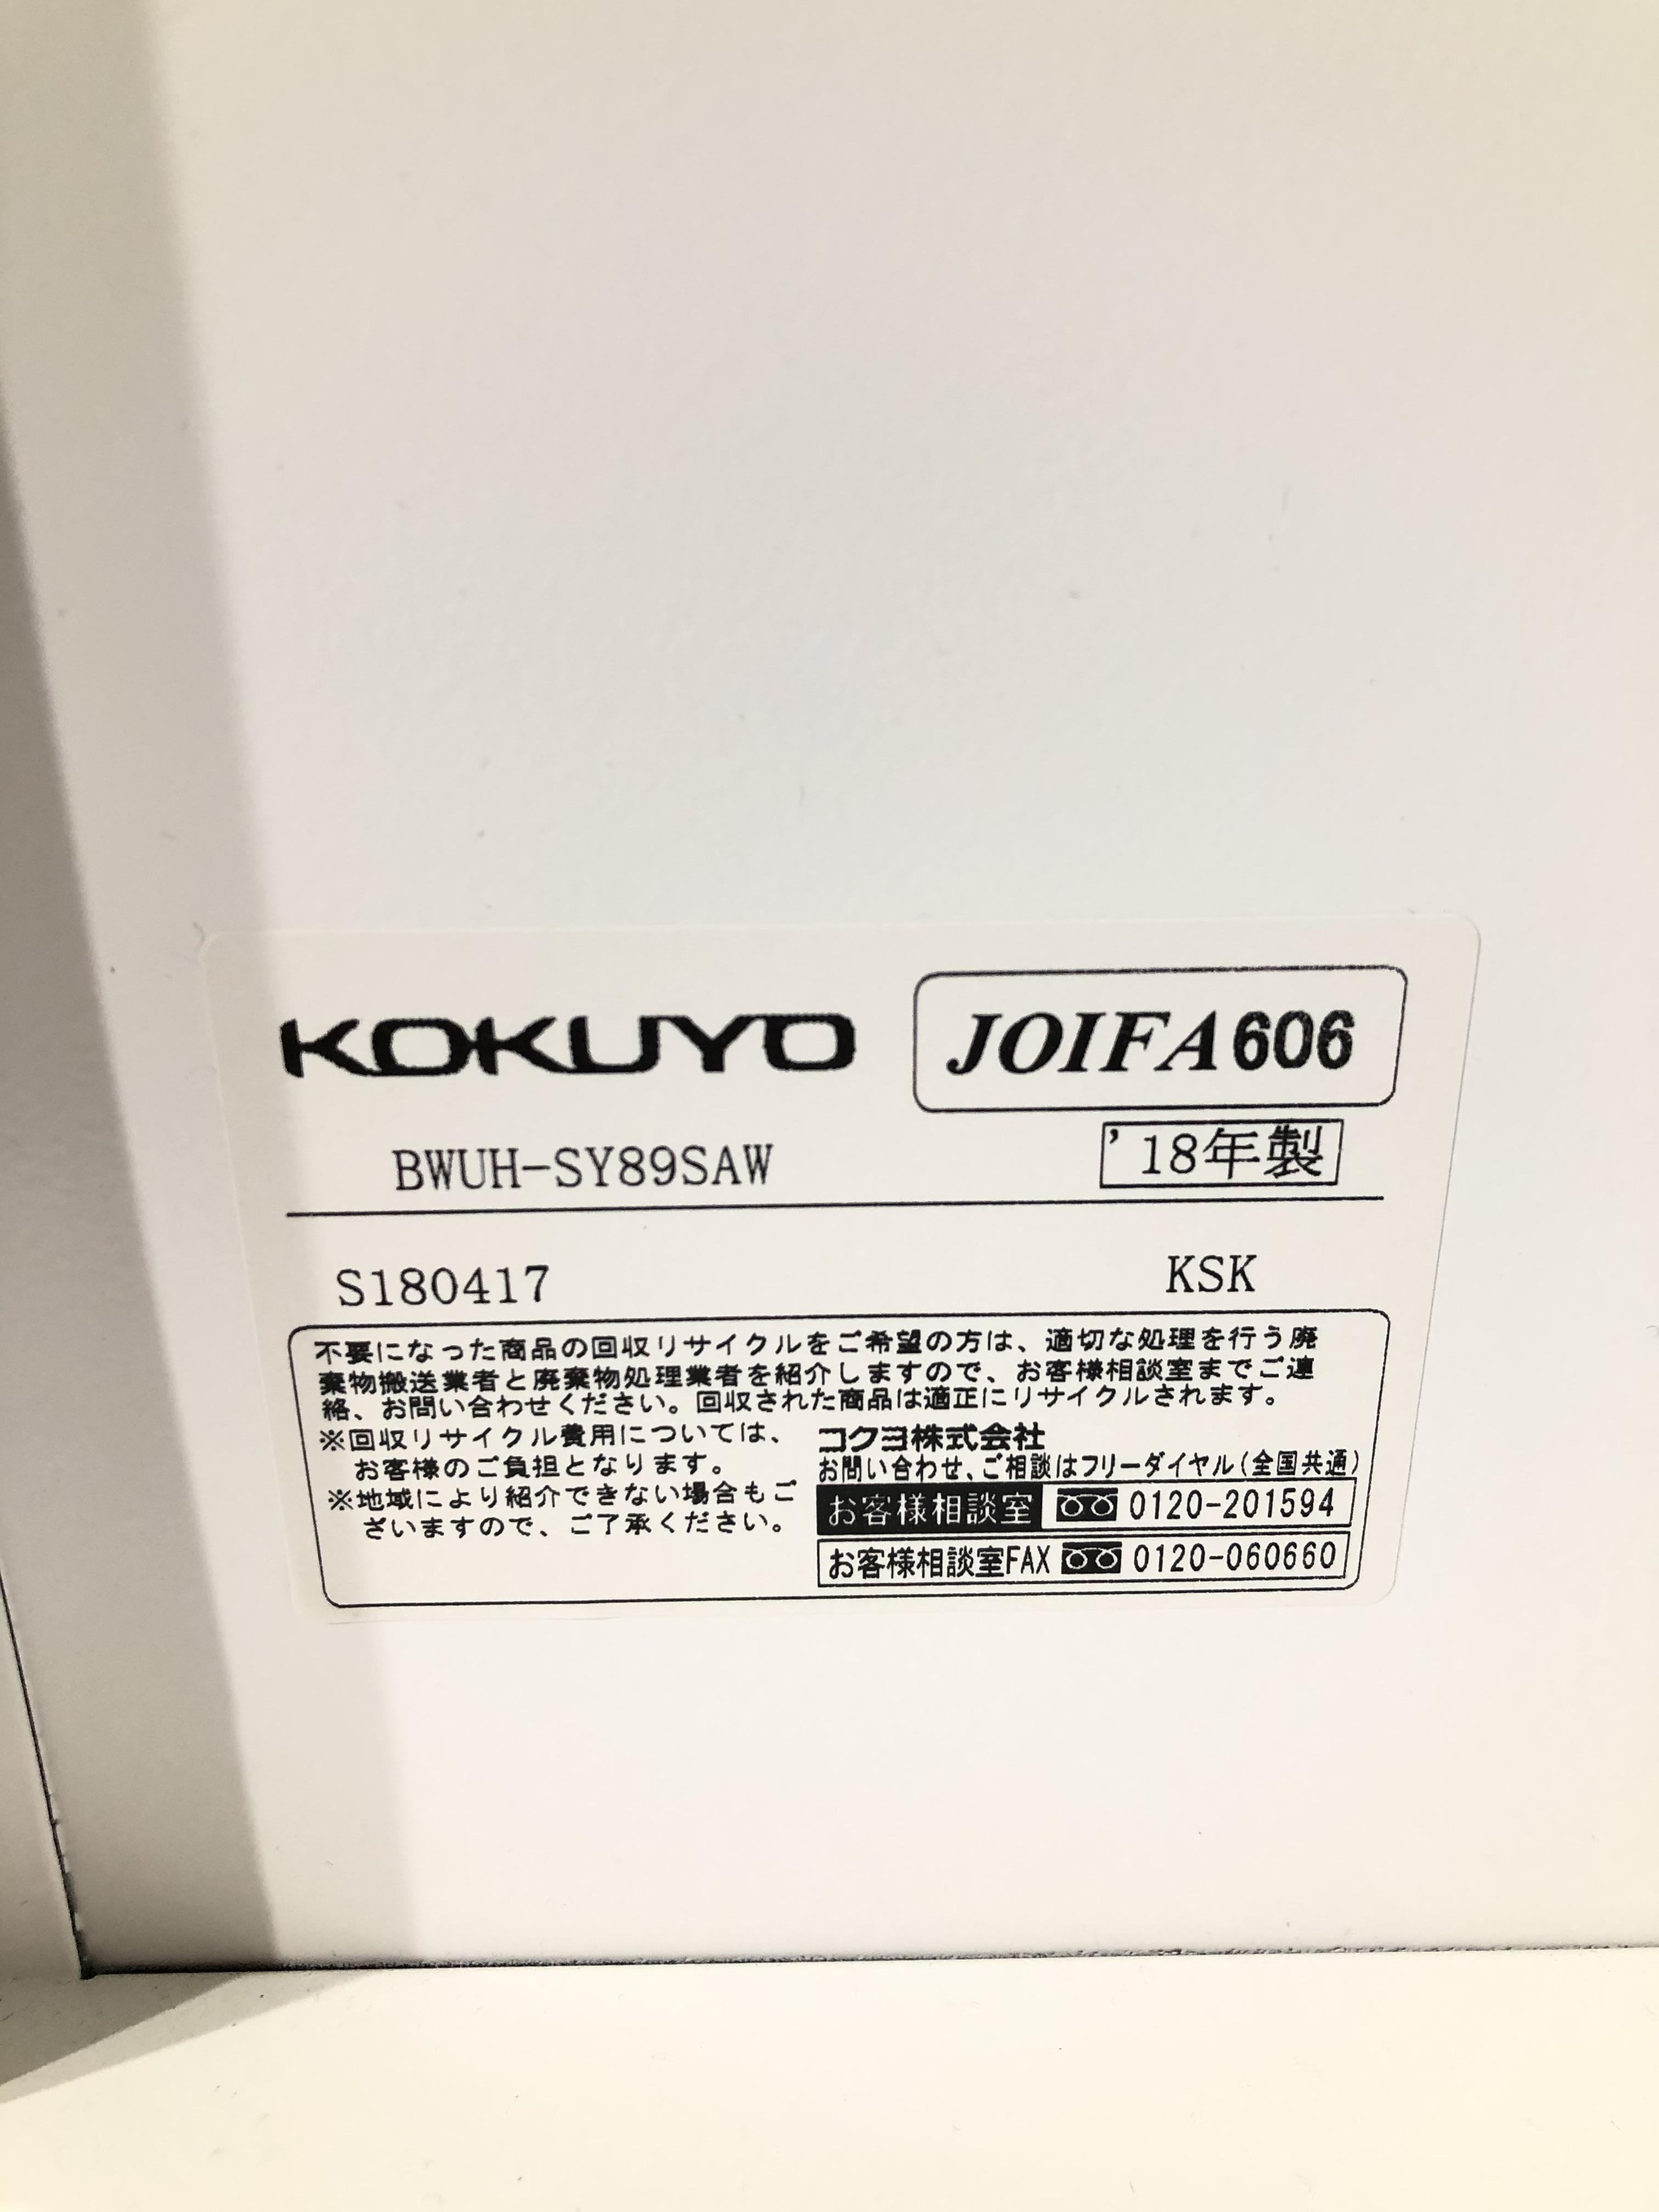 KOKUYO JOIFA606
BWUH-SY89SAW '18年製
S180417 KSK
不要になった商品の回収リサイクルをご希望の方は、適切な処理を行う廃
棄物搬送業者と廃棄物処理業者を紹介しますので、お客様相談室までご連
絡、お問い合わせください。回収された商品は適正にリサイクルされます。
※回収リサイクル費用については、
お客様のご負担となります。
※地域により紹介できない場合もご
ざいますので、ご了承ください。
コクヨ株式会社
お問い合わせ、ご相談はフリーダイヤル(全国共通)
お客様相談室 0120-201594
お客様相談室FAX 0120-060660